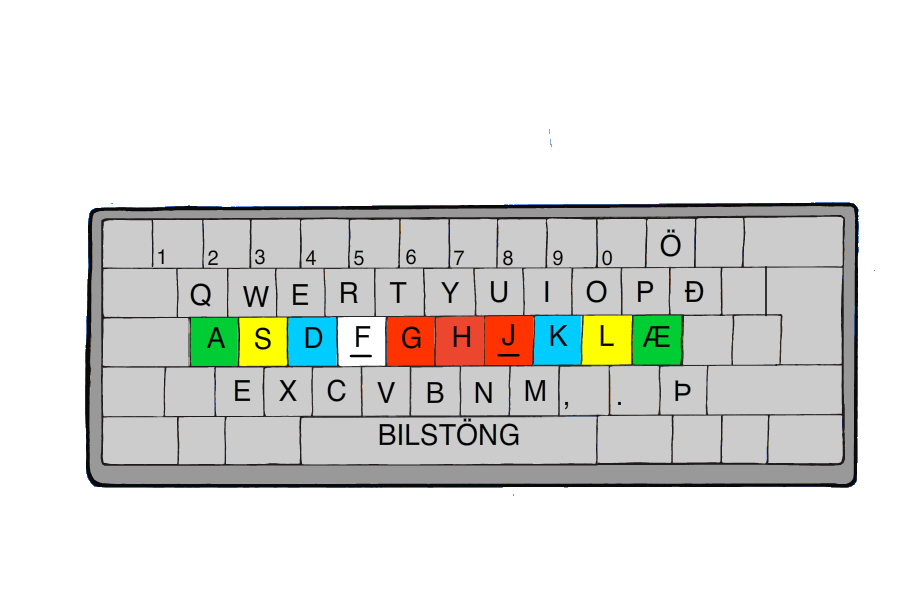 1 2 3 4 5 6 7 8 9 0 Ö
Q W E R T Y U I O P Ð
A S D F G H J K L Æ
E X C V B N M , . Þ
BILSTÖNG